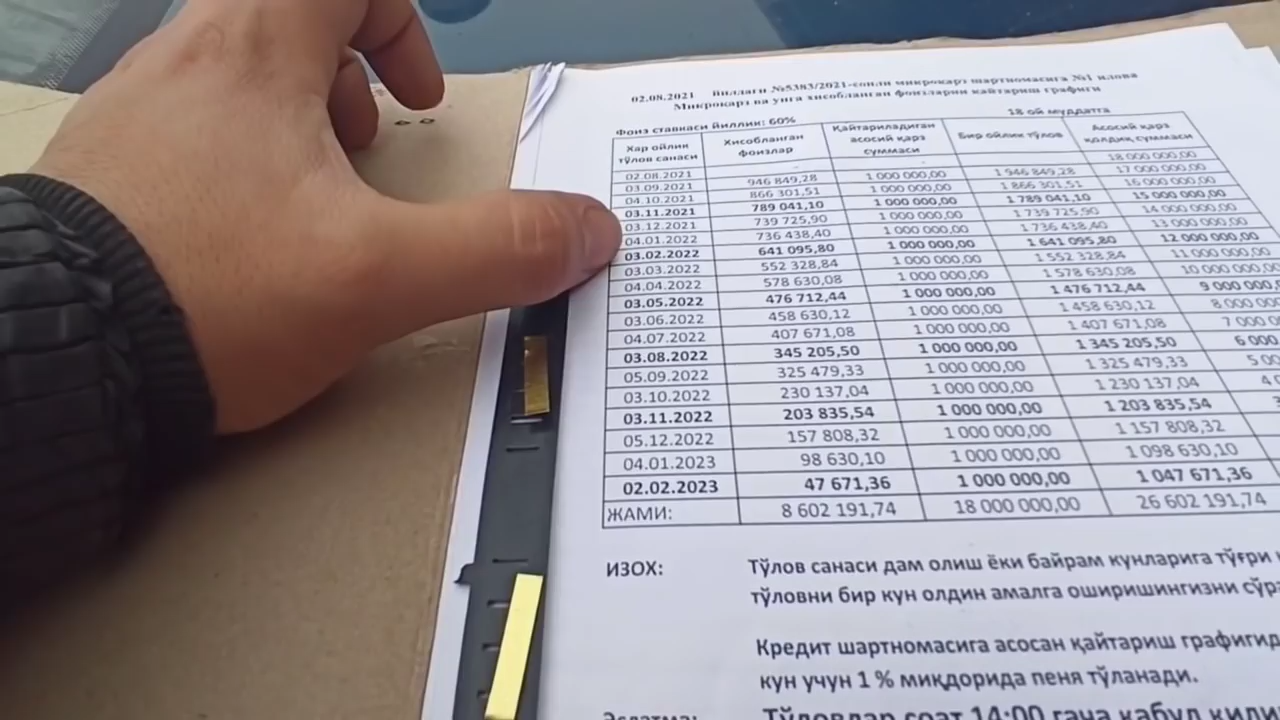 02.08.2021 йилдаги №5383/2021-сонли микрокарз шартномасига №1 илова
Микрокарз ва унга хисобланган фоизларни кайтариш графиги
Фоиз ставкаси йиллик: 60% 18 ой муддатга
Хар ойлик тўлов санаси Хисобланган фоизлар Қайтариладиган асосий қарз суммаси Бир ойлик тўлов Асосий қарз қолдиқ суммаси
02.08.2021 18 000 000,00
03.09.2021 946 849,28 1 000 000,00 1 946 849,28 17 000 000,00
04.10.2021 866 301,51 1 000 000,00 1 866 301,51 16 000 000,00
03.11.2021 789 041,10 1 000 000,00 1 789 041,10 15 000 000,00
03.12.2021 739 725,90 1 000 000,00 1 739 725,90 14 000 000,00
04.01.2022 736 438,40 1 000 000,00 1 736 438,40 13 000 000,00
03.02.2022 641 095,80 1 000 000,00 1 641 095,80 12 000 000,00
03.03.2022 552 328,84 1 000 000,00 1 552 328,84 11 000 000,00
04.04.2022 578 630,08 1 000 000,00 1 578 630,08 10 000 000,00
03.05.2022 476 712,44 1 000 000,00 1 476 712,44 9 000 000
03.06.2022 458 630,12 1 000 000,00 1 458 630,12 8 000 000
04.07.2022 407 671,08 1 000 000,00 1 407 671,08 7 000
03.08.2022 345 205,50 1 000 000,00 1 345 205,50 6 000
05.09.2022 325 479,33 1 000 000,00 1 325 479,33 5 00
03.10.2022 230 137,04 1 000 000,00 1 230 137,04 4
03.11.2022 203 835,54 1 000 000,00 1 203 835,54
05.12.2022 157 808,32 1 000 000,00 1 157 808,32
04.01.2023 98 630,10 1 000 000,00 1 098 630,10
02.02.2023 47 671,36 1 000 000,00 1 047 671,36
ЖАМИ: 8 602 191,74 18 000 000,00 26 602 191,74
ИЗОХ: Тўлов санаси дам олиш ёки байрам кунларига тўғри
тўловни бир кун олдин амалга оширишингизни сўра
Кредит шартномасига асосан қайтариш графигид
кун учун 1 % миқдорида пеня тўланади.
Эслатма: Тўловлар соат 14:00 гача қабул қили